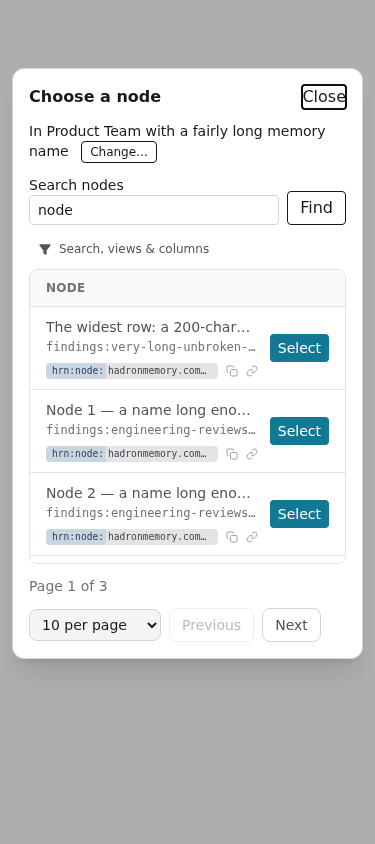 Choose a node
Close
In Product Team with a fairly long memory
name Change…
Search nodes
node
Find
Search, views & columns
NODE
The widest row: a 200-char…
findings:very-long-unbroken-…
hrn:node: hadronmemory.com…
Select
Node 1 — a name long eno…
findings:engineering-reviews…
hrn:node: hadronmemory.com…
Select
Node 2 — a name long eno…
findings:engineering-reviews…
hrn:node: hadronmemory.com…
Select
Page 1 of 3
10 per page
Previous
Next